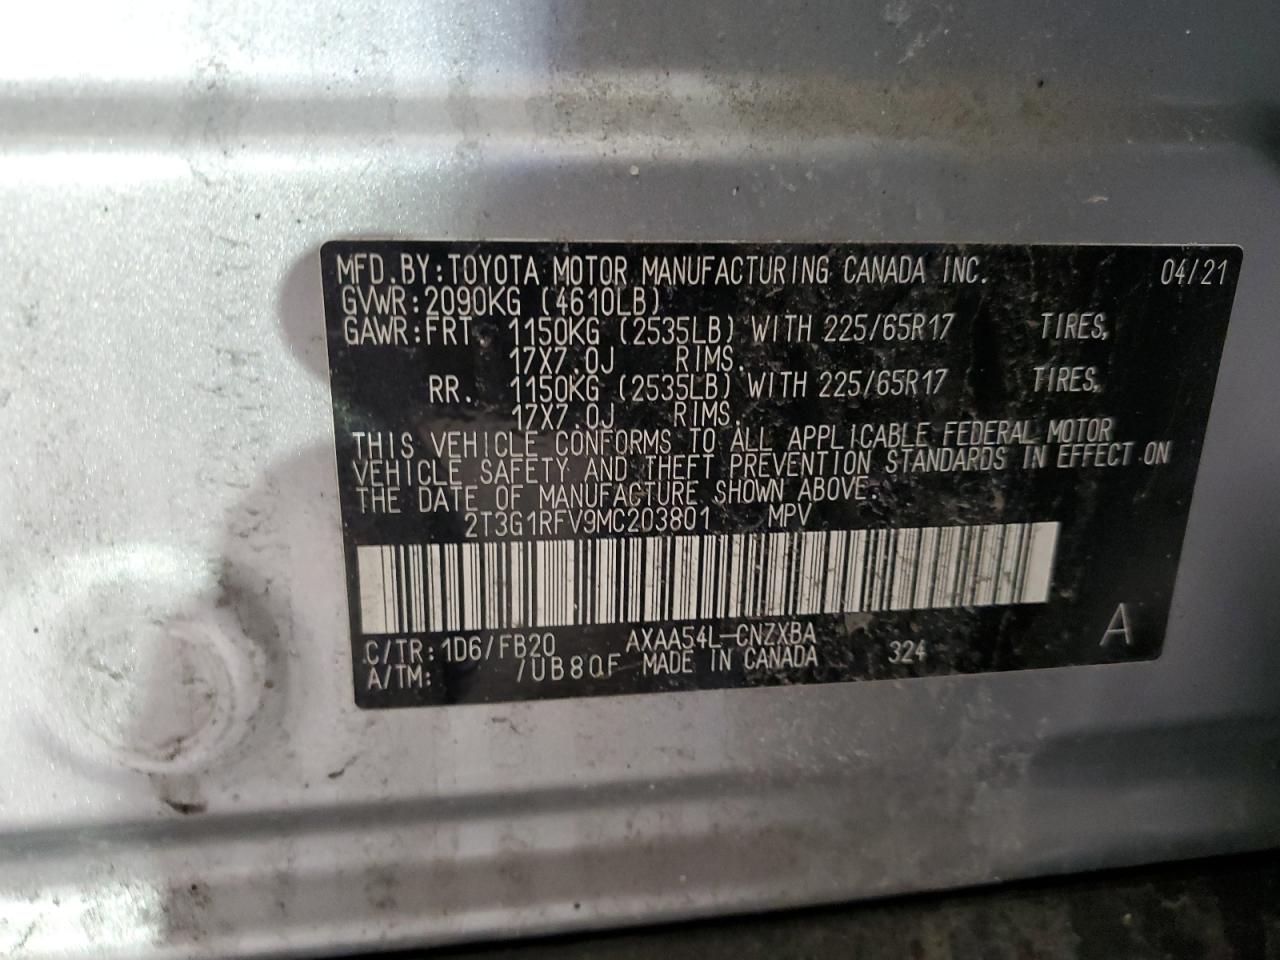 MFD.BY:TOYOTA MOTOR MANUFACTURING CANADA INC. 04/21
GVWR:2090KG (4610LB)
GAWR:FRT 1150KG (2535LB) WITH 225/65R17 TIRES,
17X7.0J RIMS.
RR. 1150KG (2535LB) WITH 225/65R17 TIRES,
17X7.0J RIMS.
THIS VEHICLE CONFORMS TO ALL APPLICABLE FEDERAL MOTOR
VEHICLE SAFETY AND THEFT PREVENTION STANDARDS IN EFFECT ON
THE DATE OF MANUFACTURE SHOWN ABOVE.
2T3G1RFV9MC203801 MPV
C/TR:1D6/FB20 AXAA54L-CNZXBA
A/TM: /UB80F MADE IN CANADA 324 A